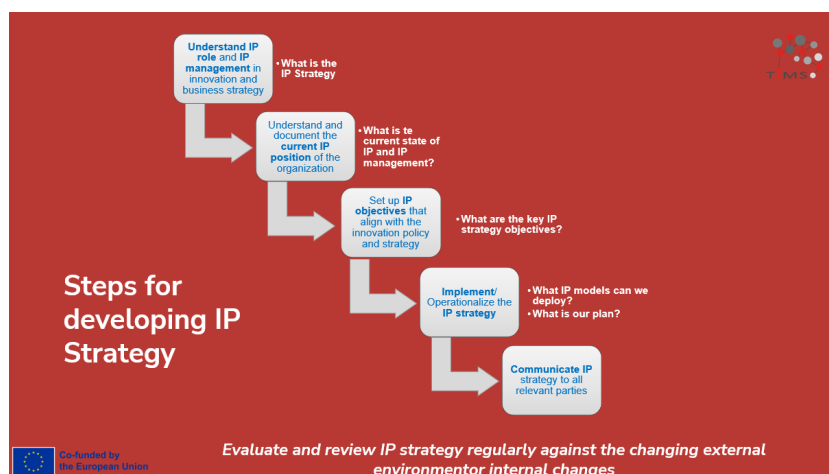 Understand IP
role and IP
management in
innovation and
business strategy
• What is the
IP Strategy
Understand and
document the
current IP
position of the
organization
• What is te
current state of
IP and IP
management?
Set up IP
objectives that
align with the
innovation policy
and strategy
• What are the key IP
strategy objectives?
Implement/
Operationalize the
IP strategy
• What IP models can we
deploy?
• What is our plan?
Communicate IP
strategy to all
relevant parties
Steps for
developing IP
Strategy
Evaluate and review IP strategy regularly against the changing external
environmentor internal changes
Co-funded by
the European Union